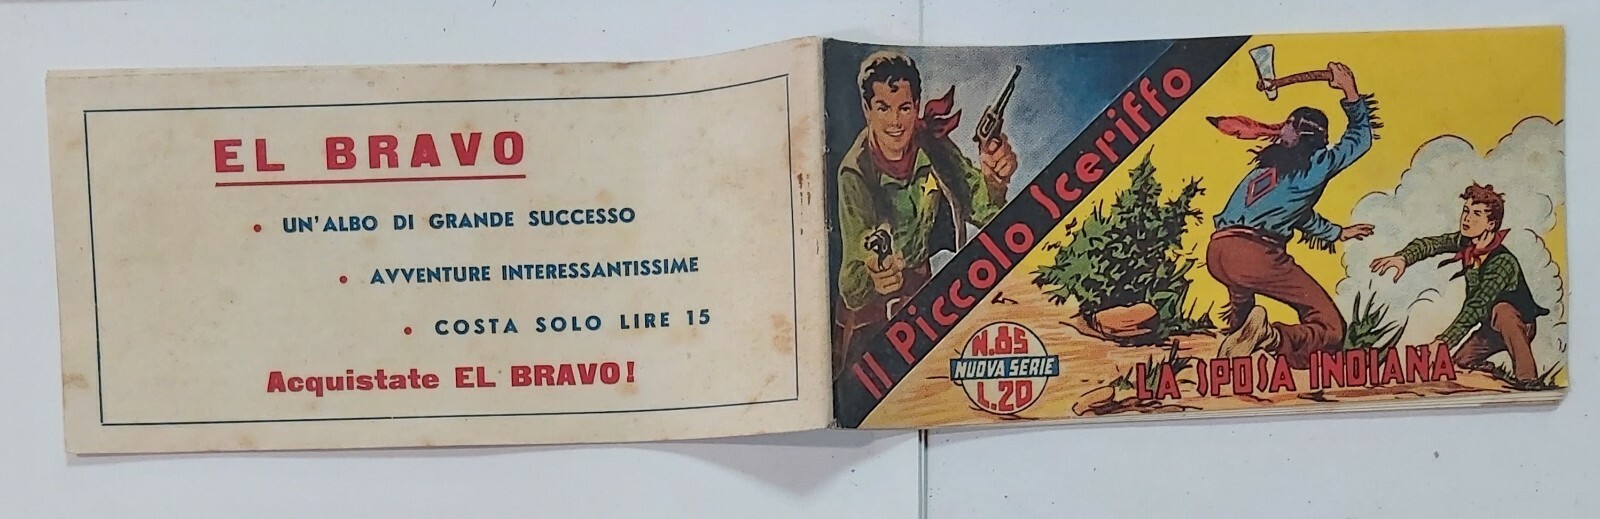 EL BRAVO
• UN'ALBO DI GRANDE SUCCESSO
• AVVENTURE INTERESSANTISSIME
• COSTA SOLO LIRE 15
Acquistate EL BRAVO!
Il Piccolo Sceriffo
N.85
NUOVA SERIE
L.20
LA SPOSA INDIANA